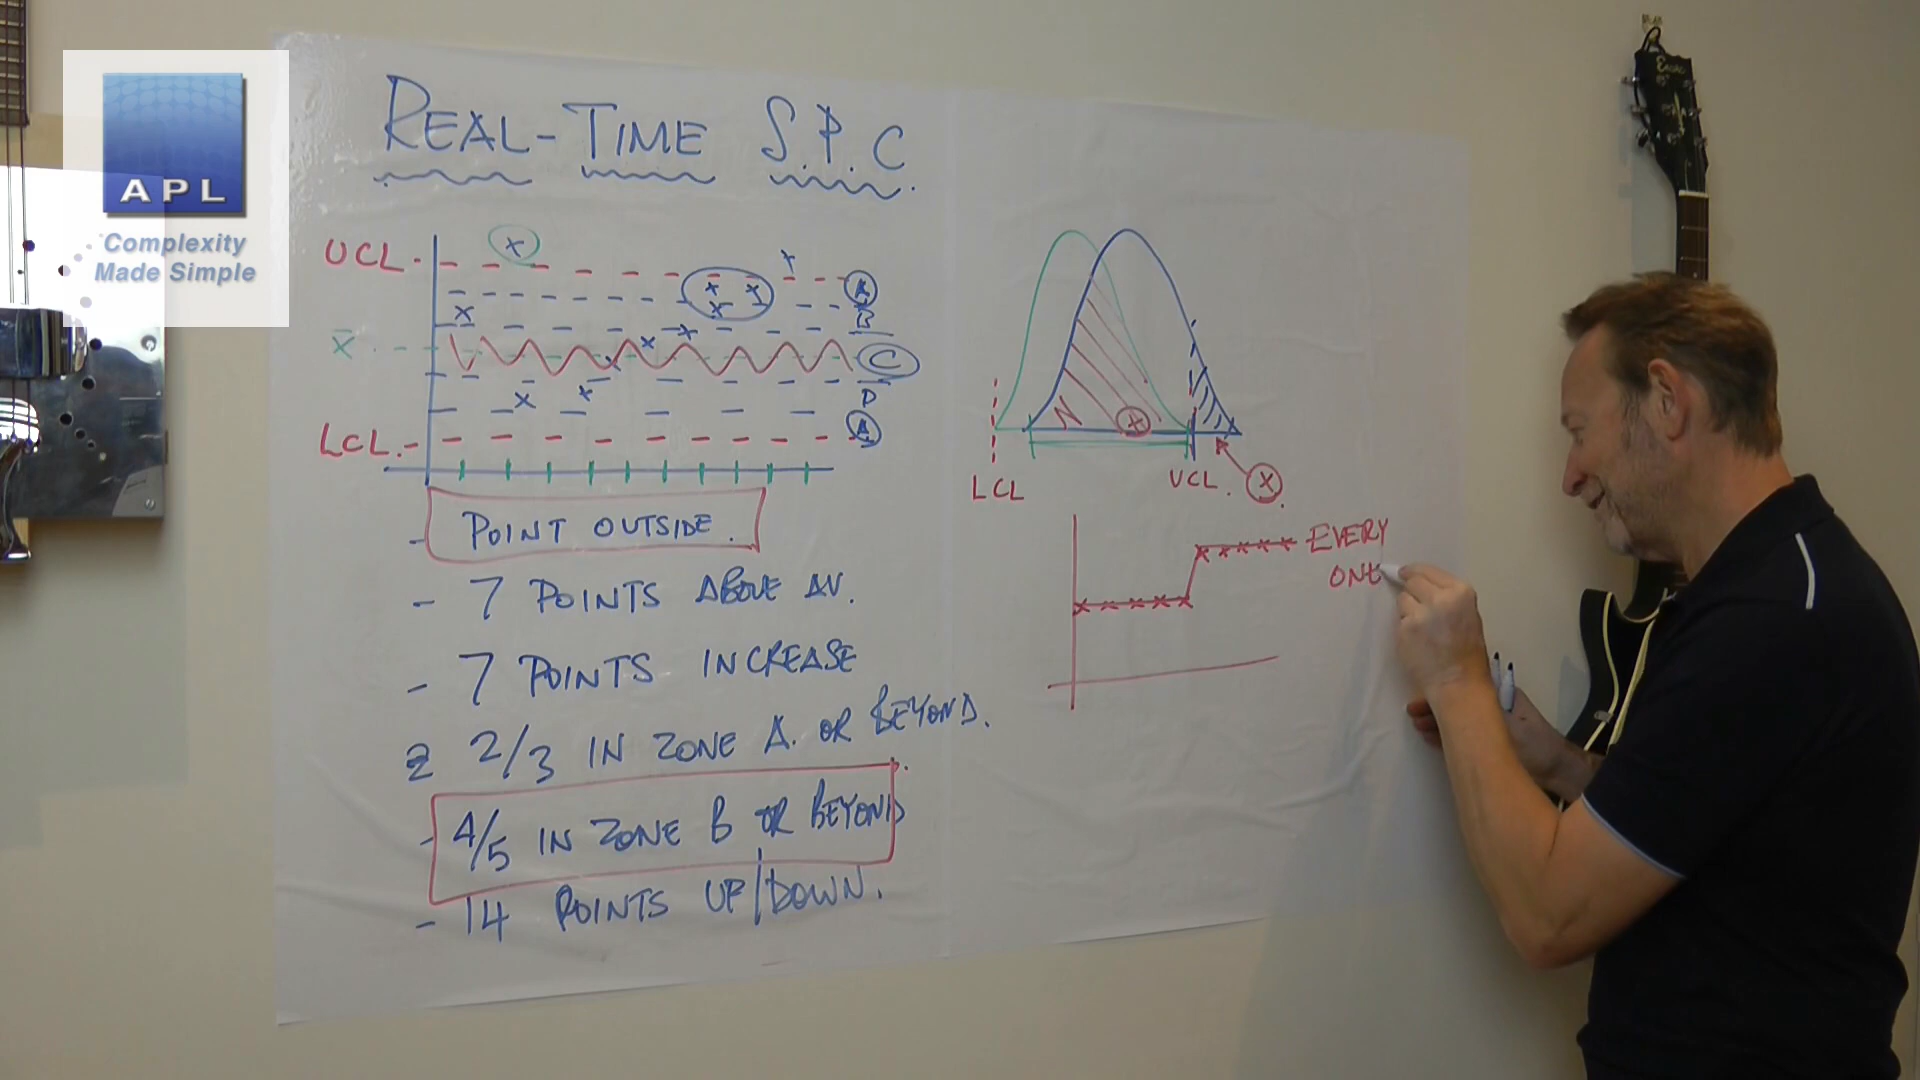 APL
Complexity
Made Simple
REAL-TIME S.P.C
UCL
X
LCL
A
B
C
A
POINT OUTSIDE.
- 7 POINTS ABOVE AV.
- 7 POINTS INCREASE
2 2/3 IN ZONE A. OR BEYOND.
- 4/5 IN ZONE B OR BEYOND
- 14 POINTS UP/DOWN.
N
X
LCL
UCL.
X
EVERY
ONE